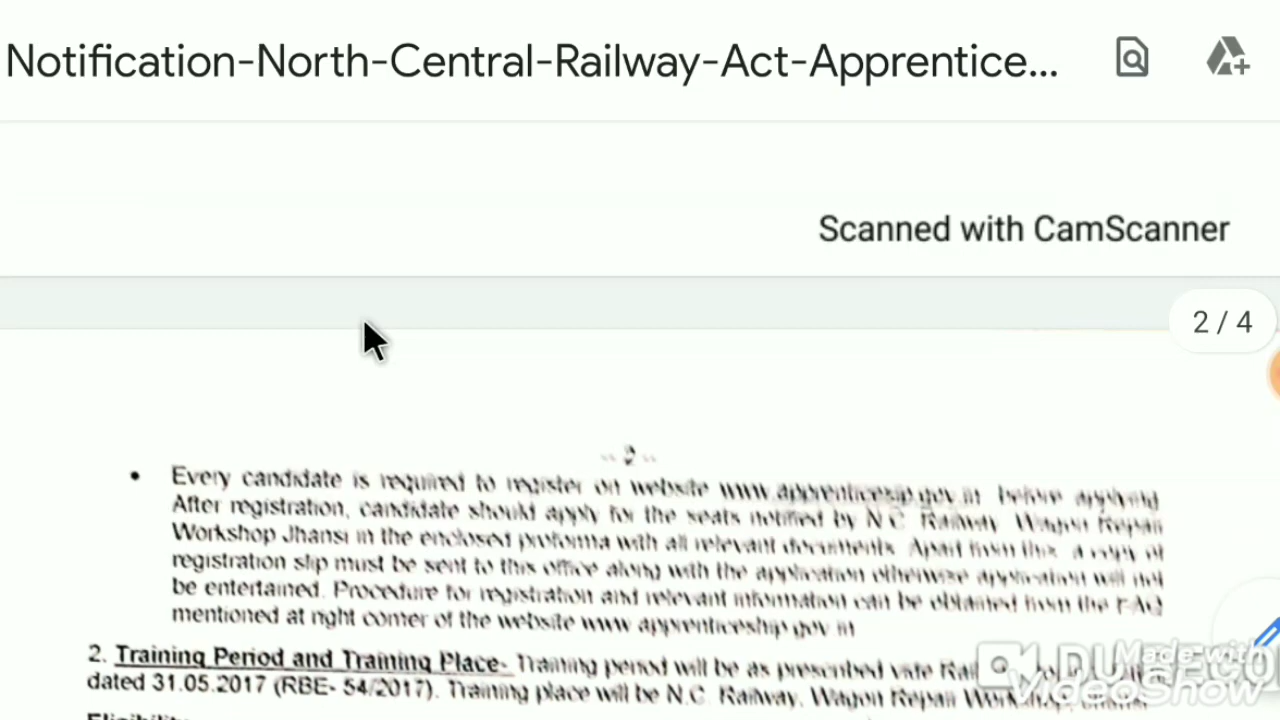 Notification-North-Central-Railway-Act-Apprentice...
Scanned with CamScanner
2 / 4
-- 2 --
• Every candidate is required to register on website www.apprenticesip.gov.in before applying
After registration, candidate should apply for the seats notified by N.C. Railway Wagon Repair
Workshop Jhansi in the enclosed proforma with all relevant documents. Apart from this a copy of
registration slip must be sent to this office along with the application otherwise application will not
be entertained. Procedure for registration and relevant information can be obtained from the FAQ
mentioned at right corner of the website www apprenticeship gov in
2. Training Period and Training Place- Training period will be as prescribed vide
dated 31.05.2017 (RBE- 54/2017). Training place will be N.C. Railway, Wagon Repair Workshop, Jhansi
Eligibility
Made with
VideoShow